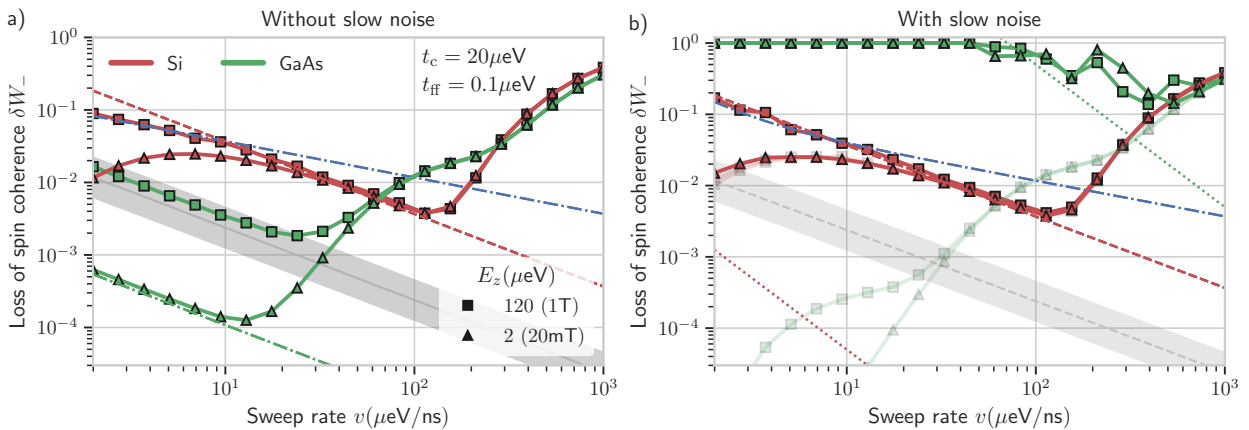 a)
Without slow noise
Si
GaAs
t_c = 20μeV
t_ff = 0.1μeV
E_z(μeV)
120 (1T)
2 (20mT)
10^0
10^−1
10^−2
10^−3
10^−4
Loss of spin coherence δW_−
10^1
10^2
10^3
Sweep rate v(μeV/ns)
b)
With slow noise
10^0
10^−1
10^−2
10^−3
10^−4
Loss of spin coherence δW_−
10^1
10^2
10^3
Sweep rate v(μeV/ns)